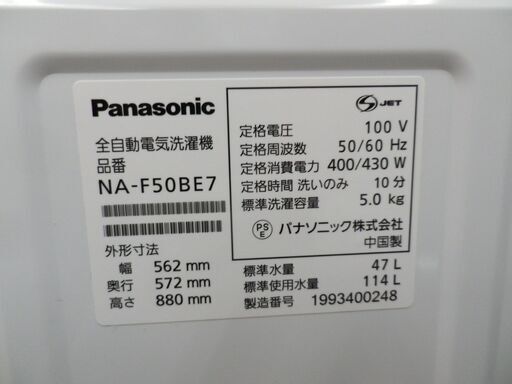 Panasonic
全自動電気洗濯機
品番
NA-F50BE7
外形寸法
幅 562 mm
奥行 572 mm
高さ 880 mm
S JET
定格電圧 100 V
定格周波数 50/60 Hz
定格消費電力 400/430 W
定格時間 洗いのみ 10分
標準洗濯容量 5.0 kg
PSE パナソニック株式会社
中国製
標準水量 47 L
標準使用水量 114 L
製造番号 1993400248